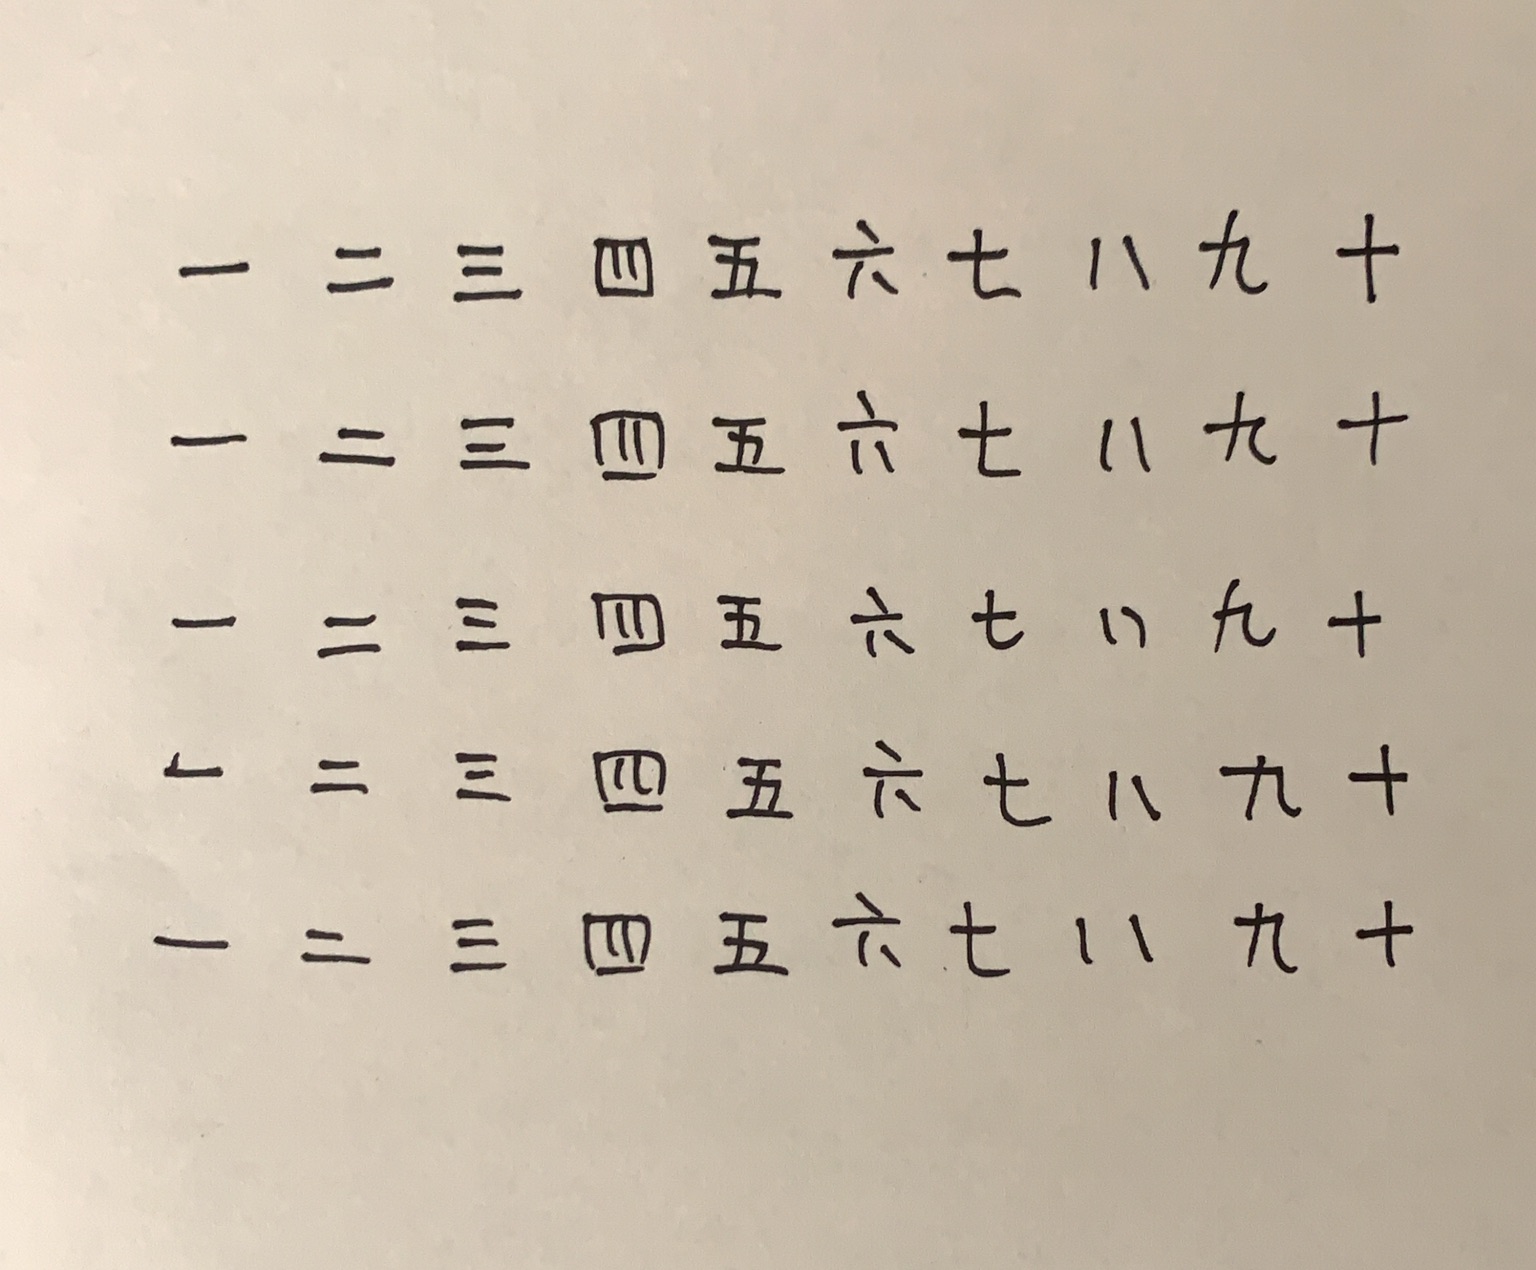 一 二 三 四 五 六 七 八 九 十
一 二 三 四 五 六 七 八 九 十
一 二 三 四 五 六 七 八 九 十
一 二 三 四 五 六 七 八 九 十
一 二 三 四 五 六 七 八 九 十